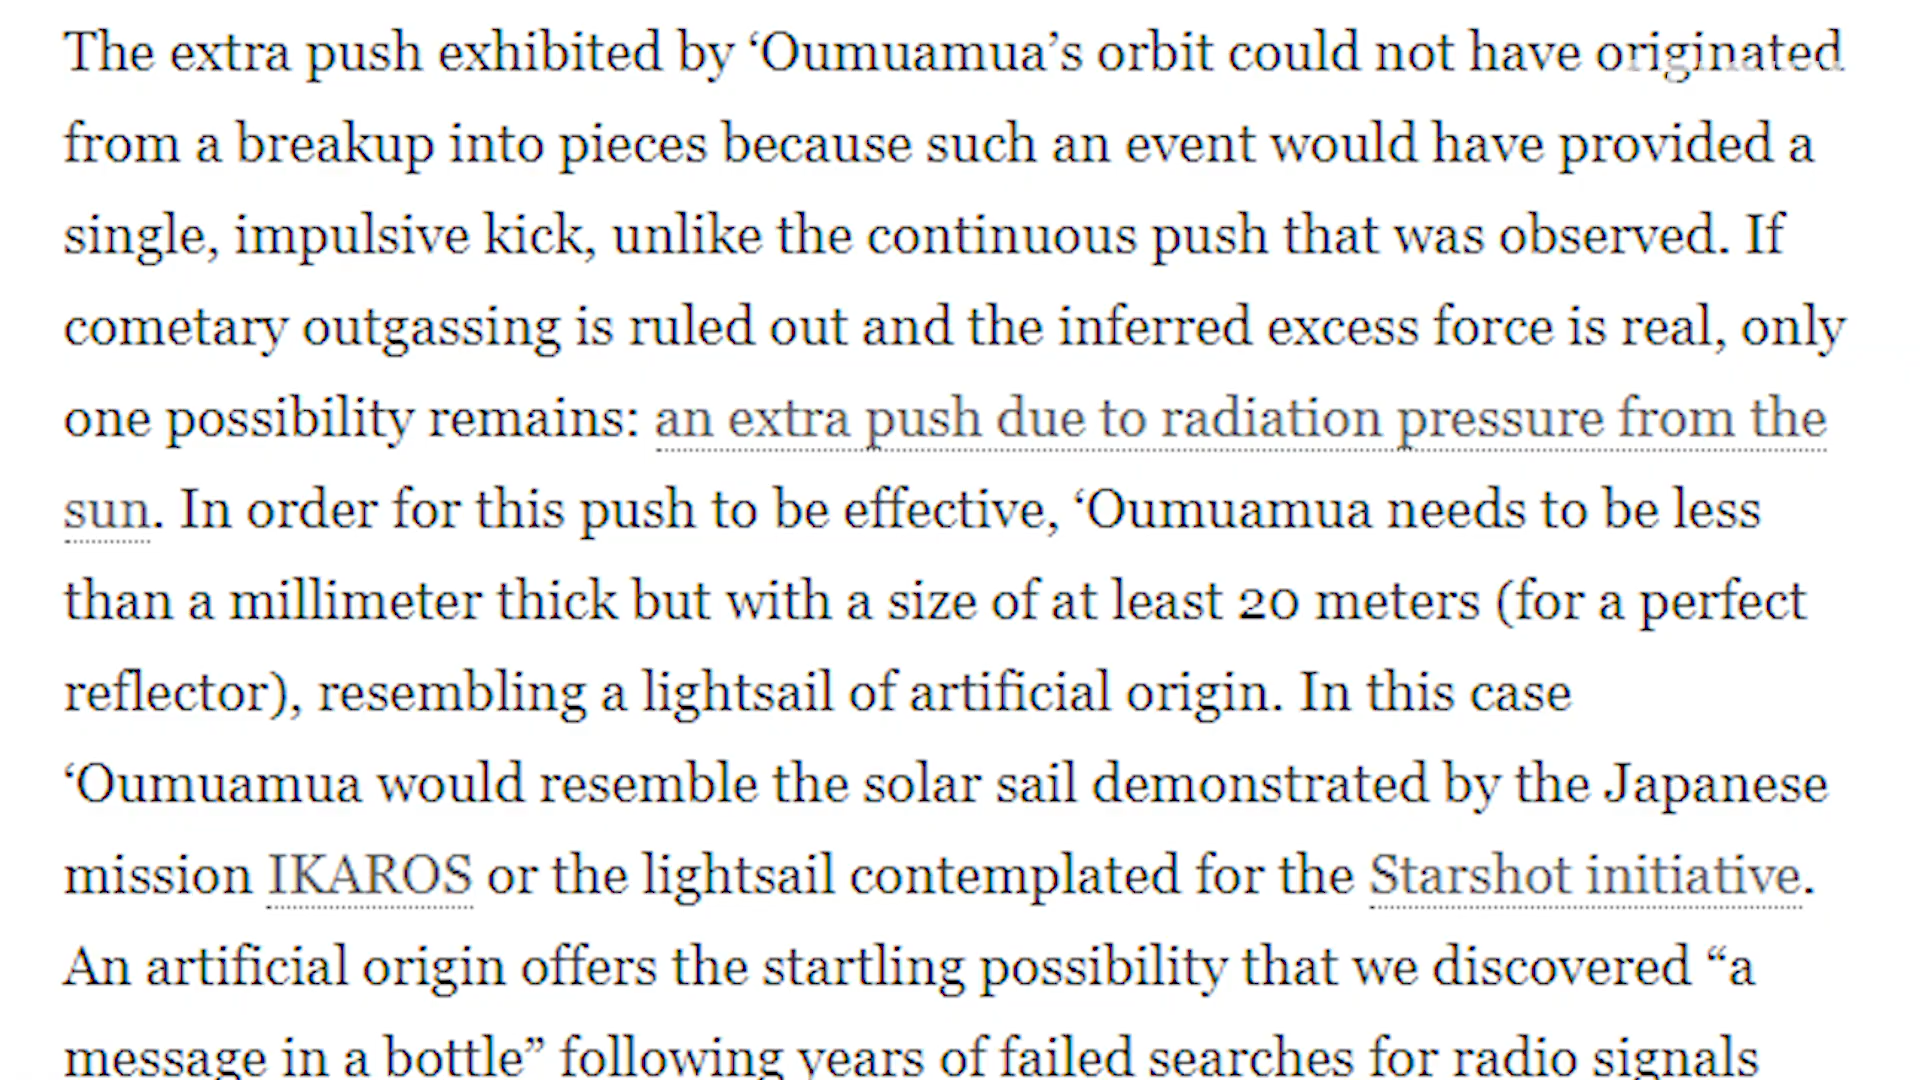 The extra push exhibited by ‘Oumuamua’s orbit could not have originated
from a breakup into pieces because such an event would have provided a
single, impulsive kick, unlike the continuous push that was observed. If
cometary outgassing is ruled out and the inferred excess force is real, only
one possibility remains: an extra push due to radiation pressure from the
sun. In order for this push to be effective, ‘Oumuamua needs to be less
than a millimeter thick but with a size of at least 20 meters (for a perfect
reflector), resembling a lightsail of artificial origin. In this case
‘Oumuamua would resemble the solar sail demonstrated by the Japanese
mission IKAROS or the lightsail contemplated for the Starshot initiative.
An artificial origin offers the startling possibility that we discovered “a
message in a bottle” following years of failed searches for radio signals